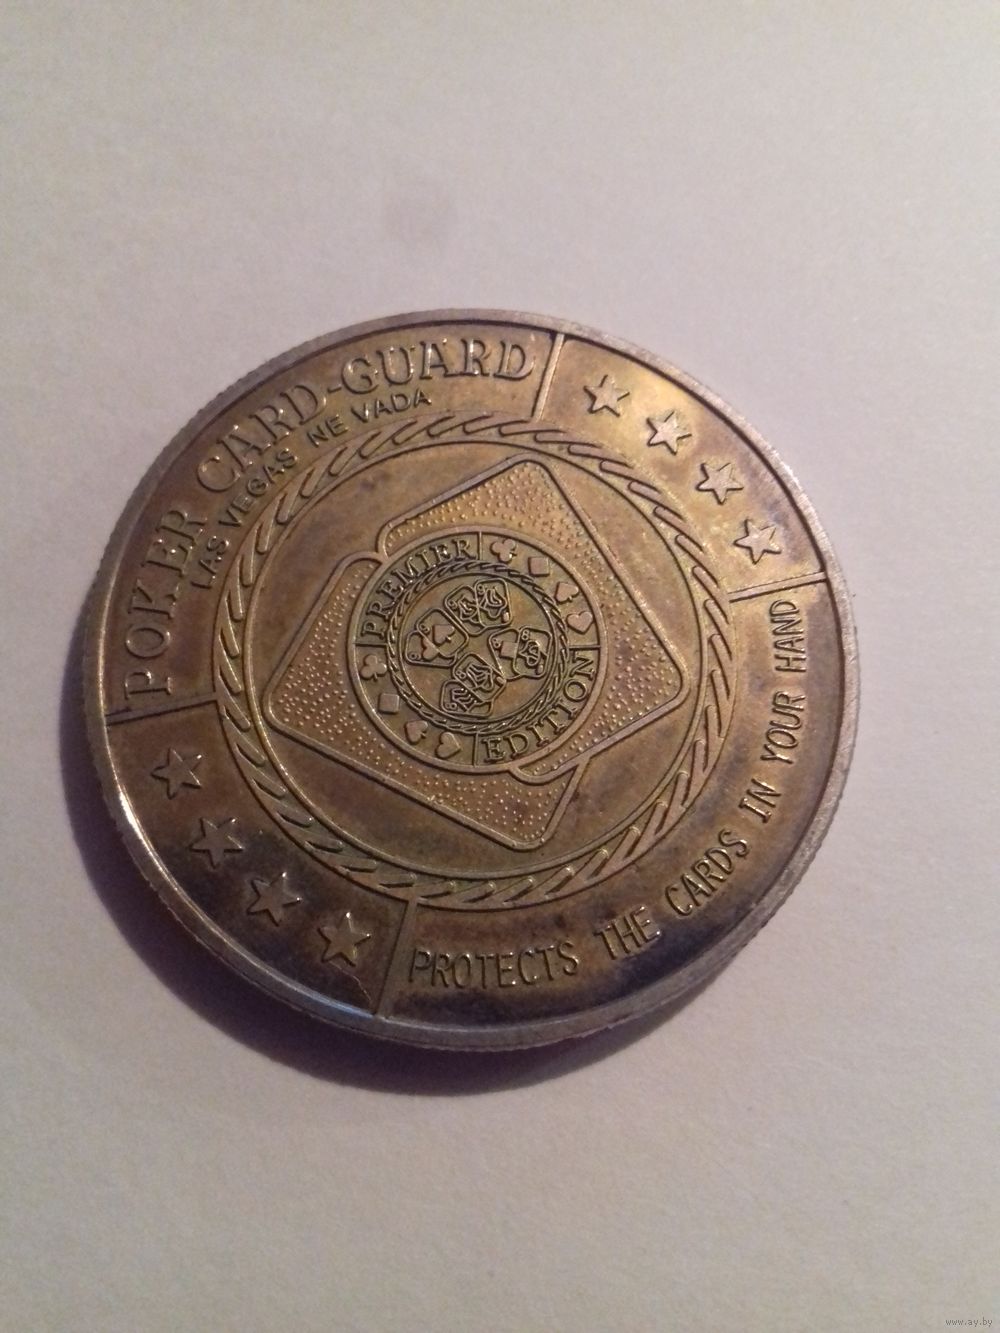 POKER CARD-GUARD
LAS VEGAS NE VADA
PREMIER
EDITION
PROTECTS THE CARDS IN YOUR HAND
www.ay.by